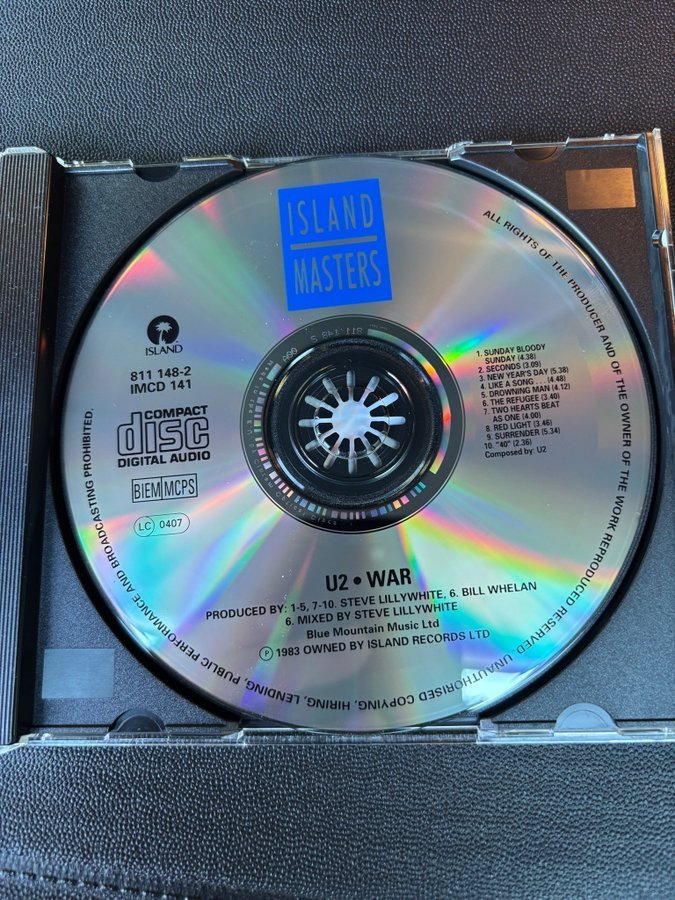 ISLAND
MASTERS
ISLAND
811 148-2
IMCD 141
COMPACT
disc
DIGITAL AUDIO
BIEM MCPS
LC 0407
1. SUNDAY BLOODY
SUNDAY (4.38)
2. SECONDS (3.09)
3. NEW YEAR'S DAY (5.38)
4. LIKE A SONG . . . (4.48)
5. DROWNING MAN (4.12)
6. THE REFUGEE (3.40)
7. TWO HEARTS BEAT
AS ONE (4.00)
8. RED LIGHT (3.46)
9. SURRENDER (5.34)
10. "40" (2.36)
Composed by: U2
U2 • WAR
PRODUCED BY: 1-5, 7-10. STEVE LILLYWHITE, 6. BILL WHELAN
6. MIXED BY STEVE LILLYWHITE
Blue Mountain Music Ltd
℗ 1983 OWNED BY ISLAND RECORDS LTD
ALL RIGHTS OF THE PRODUCER AND OF THE OWNER OF THE WORK REPRODUCED RESERVED. UNAUTHORISED COPYING, HIRING, LENDING, PUBLIC PERFORMANCE AND BROADCASTING PROHIBITED.